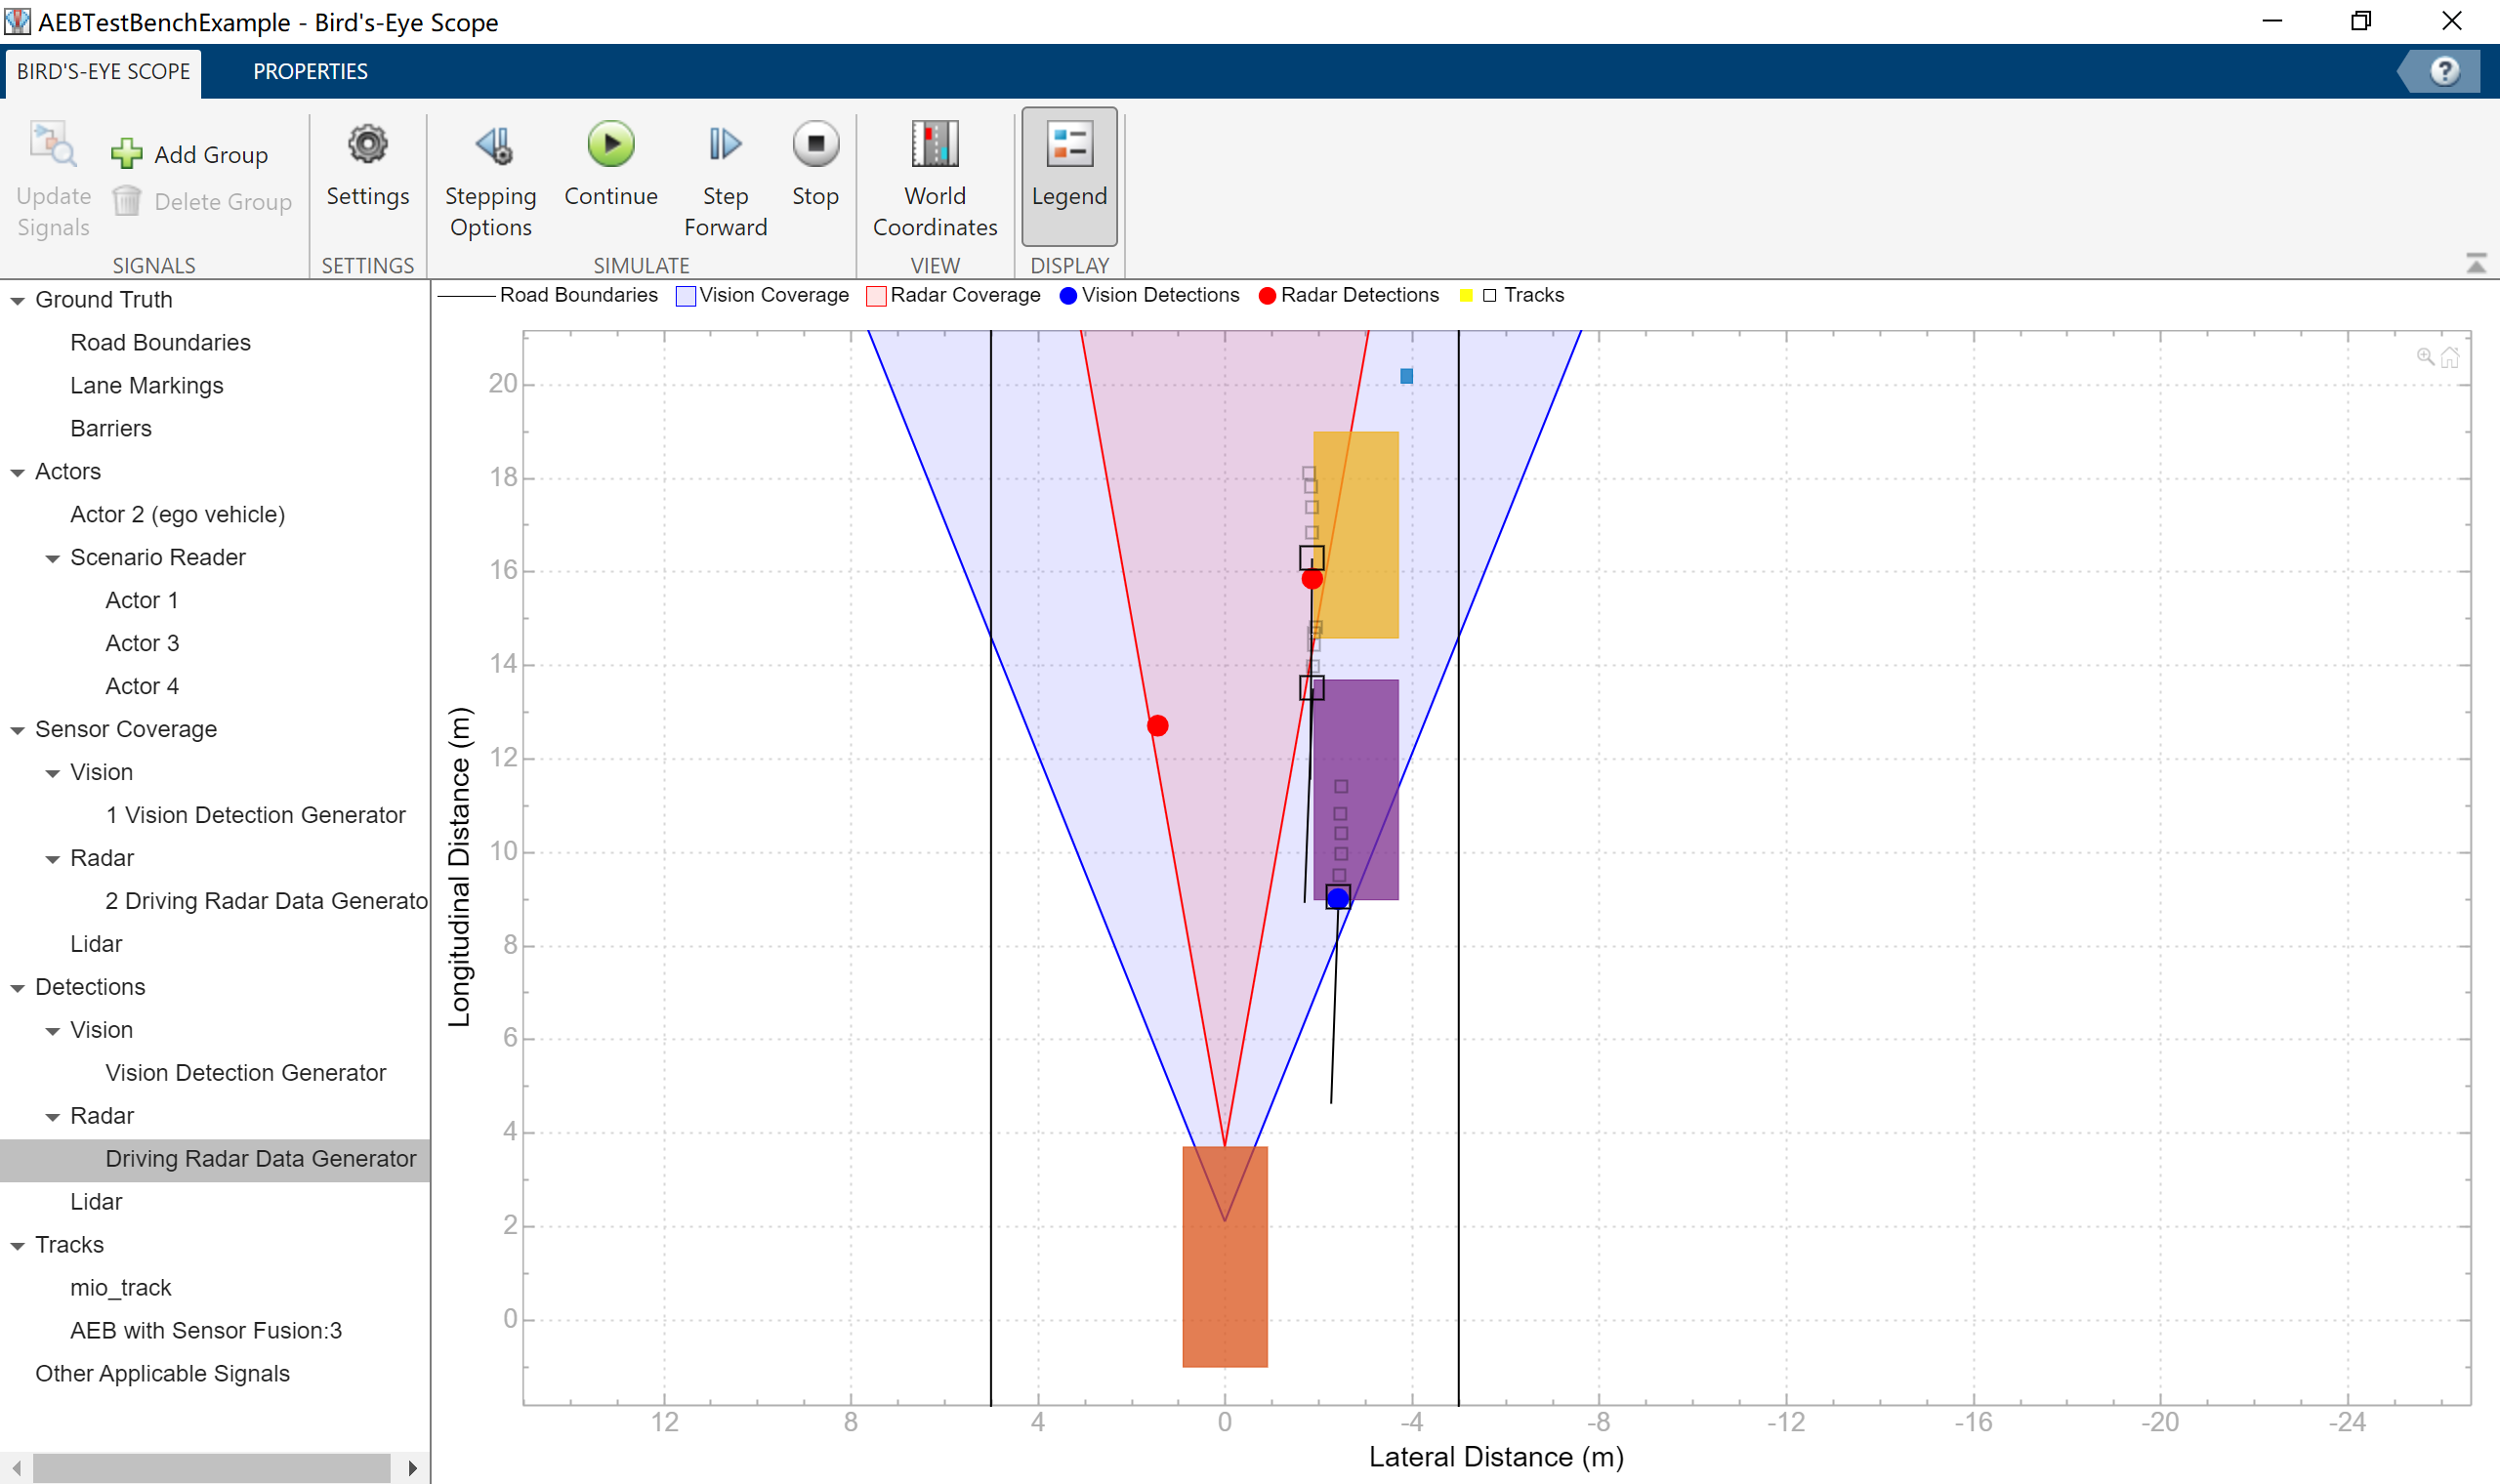 AEBTestBenchExample - Bird's-Eye Scope
BIRD'S-EYE SCOPE
PROPERTIES
?
Update
Signals
Add Group
Delete Group
SIGNALS
Settings
SETTINGS
Stepping
Options
Continue
Step
Forward
Stop
SIMULATE
World
Coordinates
VIEW
Legend
DISPLAY
Ground Truth
Road Boundaries
Lane Markings
Barriers
Actors
Actor 2 (ego vehicle)
Scenario Reader
Actor 1
Actor 3
Actor 4
Sensor Coverage
Vision
1 Vision Detection Generator
Radar
2 Driving Radar Data Generato
Lidar
Detections
Vision
Vision Detection Generator
Radar
Driving Radar Data Generator
Lidar
Tracks
mio_track
AEB with Sensor Fusion:3
Other Applicable Signals
Road Boundaries Vision Coverage Radar Coverage Vision Detections Radar Detections Tracks
Longitudinal Distance (m)
20
18
16
14
12
10
8
6
4
2
0
12 8 4 0 -4 -8 -12 -16 -20 -24
Lateral Distance (m)